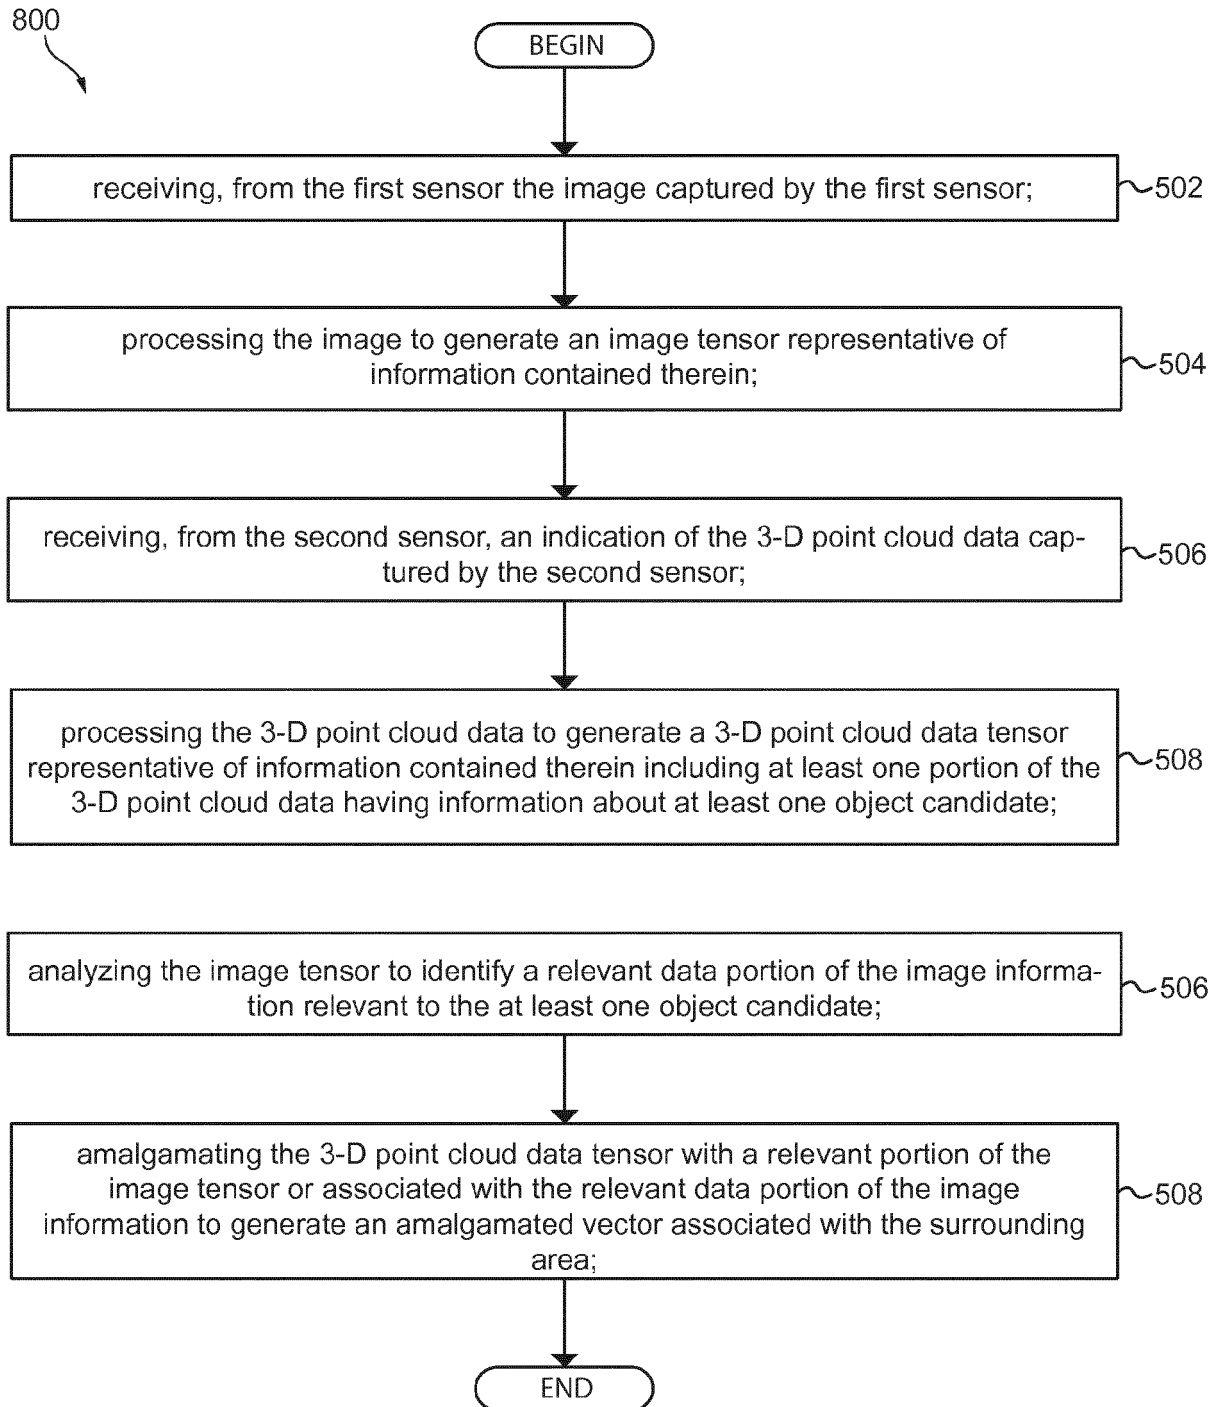 800
BEGIN
receiving, from the first sensor the image captured by the first sensor;
502
processing the image to generate an image tensor representative of
information contained therein;
504
receiving, from the second sensor, an indication of the 3-D point cloud data cap-
tured by the second sensor;
506
processing the 3-D point cloud data to generate a 3-D point cloud data tensor
representative of information contained therein including at least one portion of the
3-D point cloud data having information about at least one object candidate;
508
analyzing the image tensor to identify a relevant data portion of the image informa-
tion relevant to the at least one object candidate;
506
amalgamating the 3-D point cloud data tensor with a relevant portion of the
image tensor or associated with the relevant data portion of the image
information to generate an amalgamated vector associated with the surrounding
area;
508
END